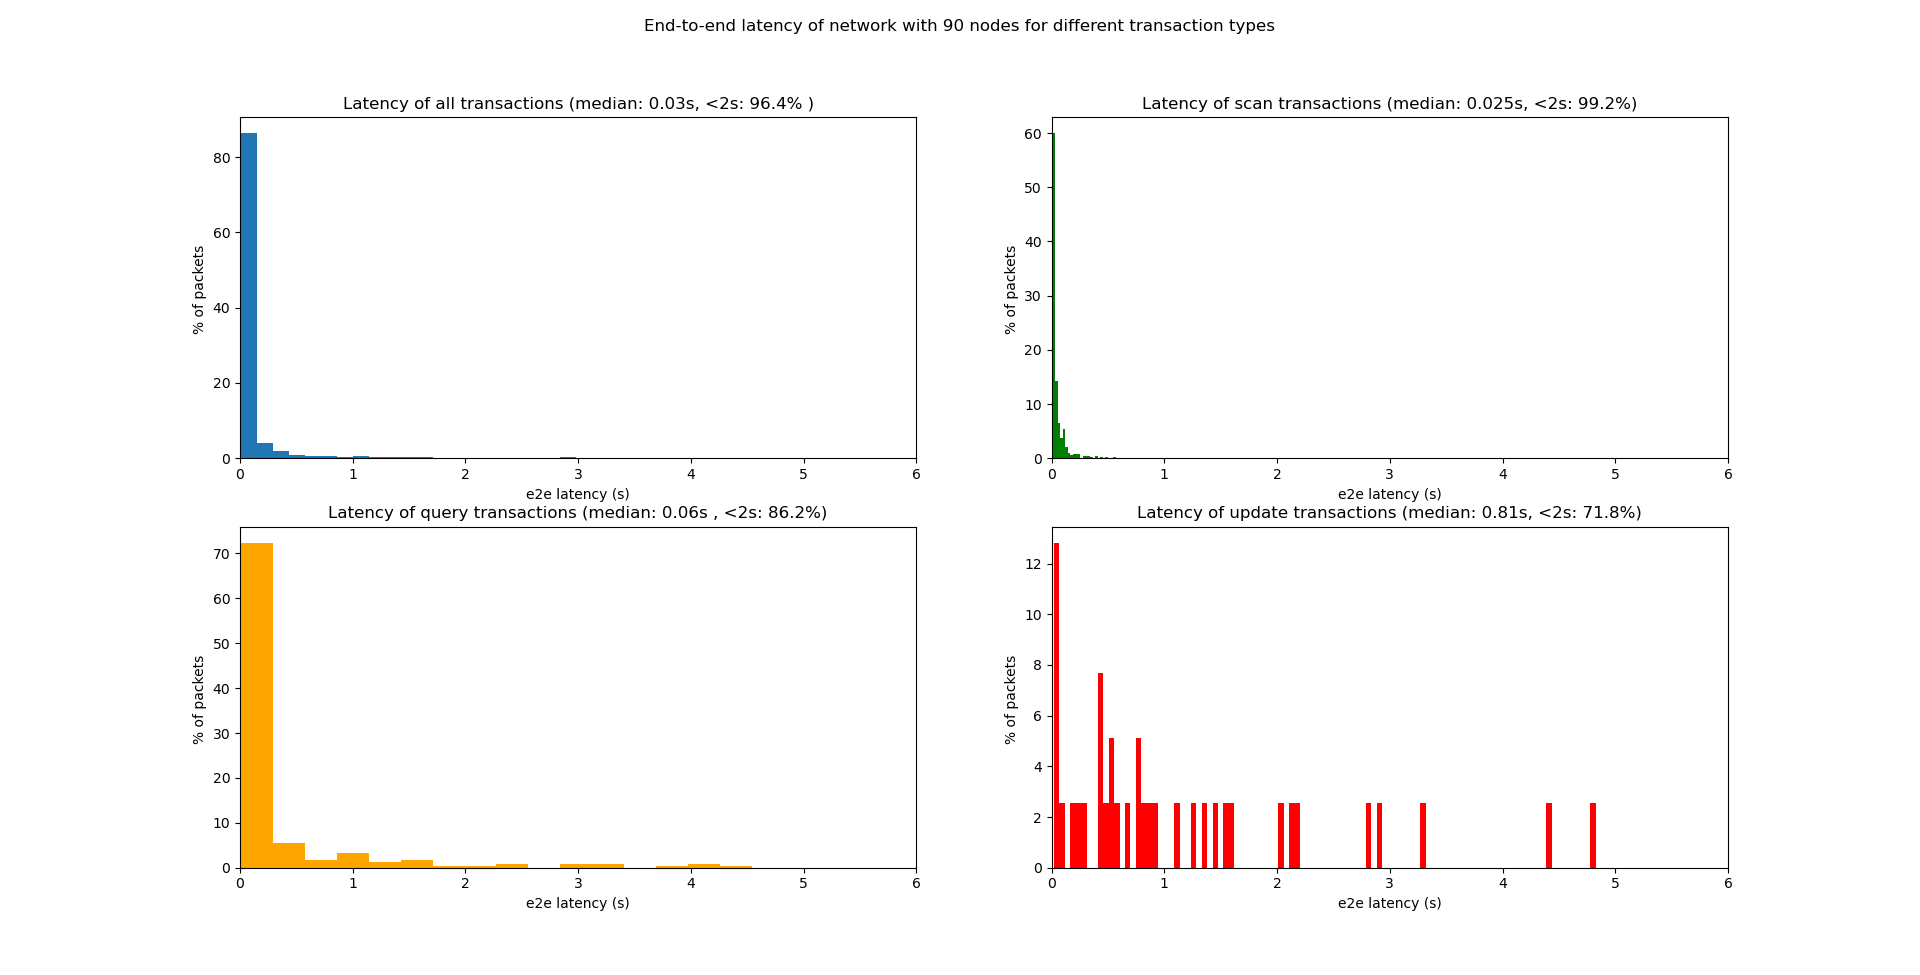 End-to-end latency of network with 90 nodes for different transaction types
Latency of all transactions (median: 0.03s, <2s: 96.4% )
% of packets
80
60
40
20
0
0 1 2 3 4 5 6
e2e latency (s)
Latency of scan transactions (median: 0.025s, <2s: 99.2%)
% of packets
60
50
40
30
20
10
0
0 1 2 3 4 5 6
e2e latency (s)
Latency of query transactions (median: 0.06s , <2s: 86.2%)
% of packets
70
60
50
40
30
20
10
0
0 1 2 3 4 5 6
e2e latency (s)
Latency of update transactions (median: 0.81s, <2s: 71.8%)
% of packets
12
10
8
6
4
2
0
0 1 2 3 4 5 6
e2e latency (s)